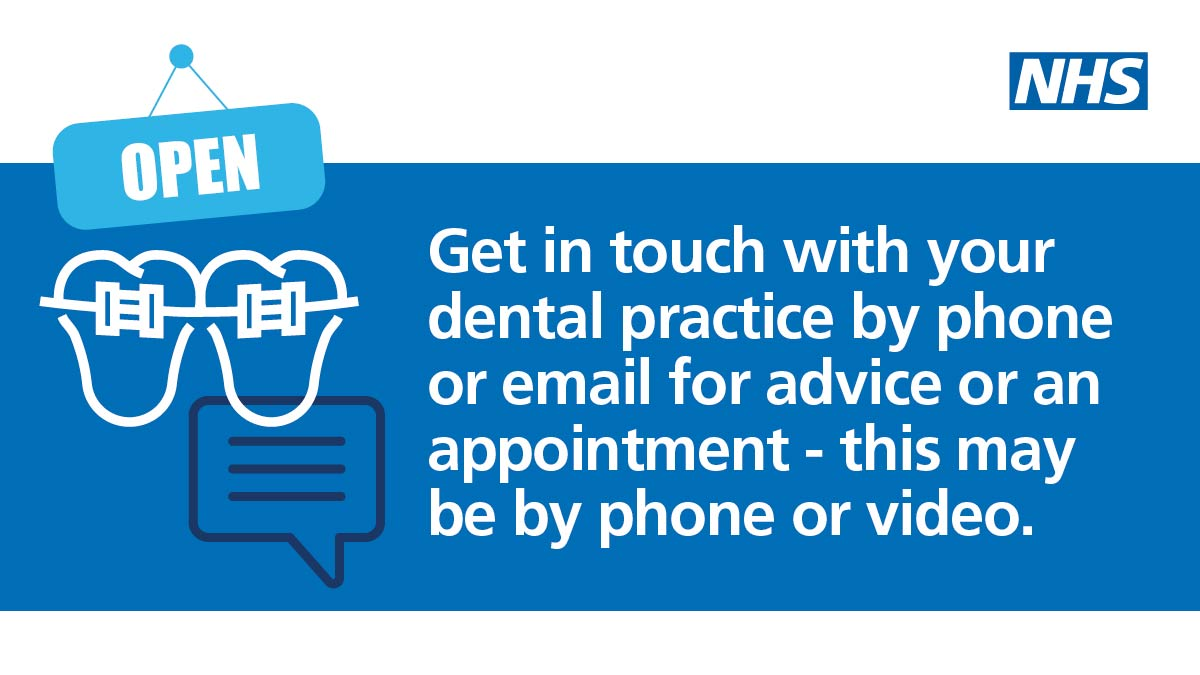 OPEN
NHS
Get in touch with your
dental practice by phone
or email for advice or an
appointment - this may
be by phone or video.